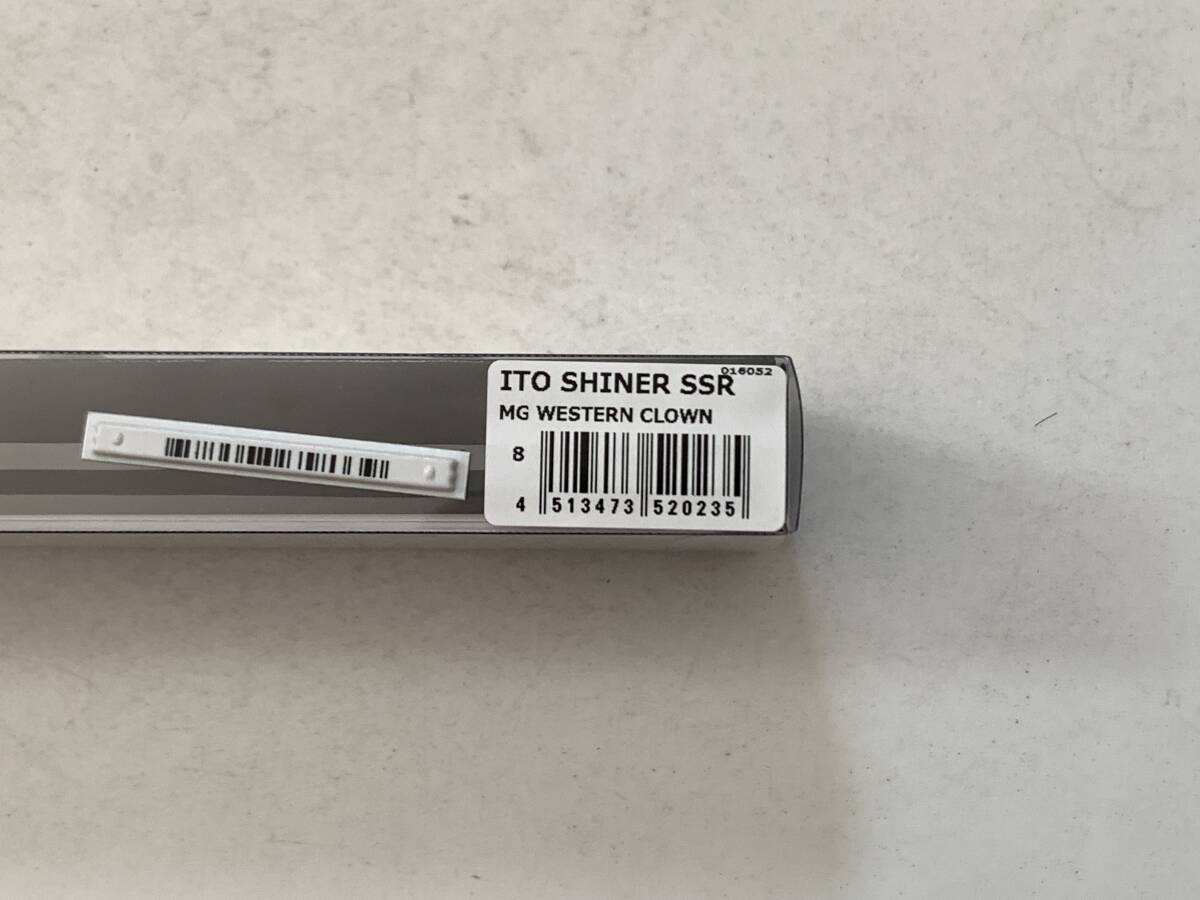 016052
ITO SHINER SSR
MG WESTERN CLOWN
8
4 513473 520235